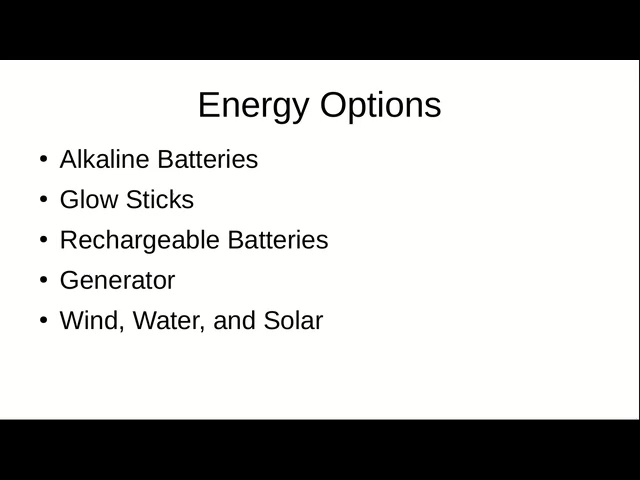 Energy Options
• Alkaline Batteries
• Glow Sticks
• Rechargeable Batteries
• Generator
• Wind, Water, and Solar